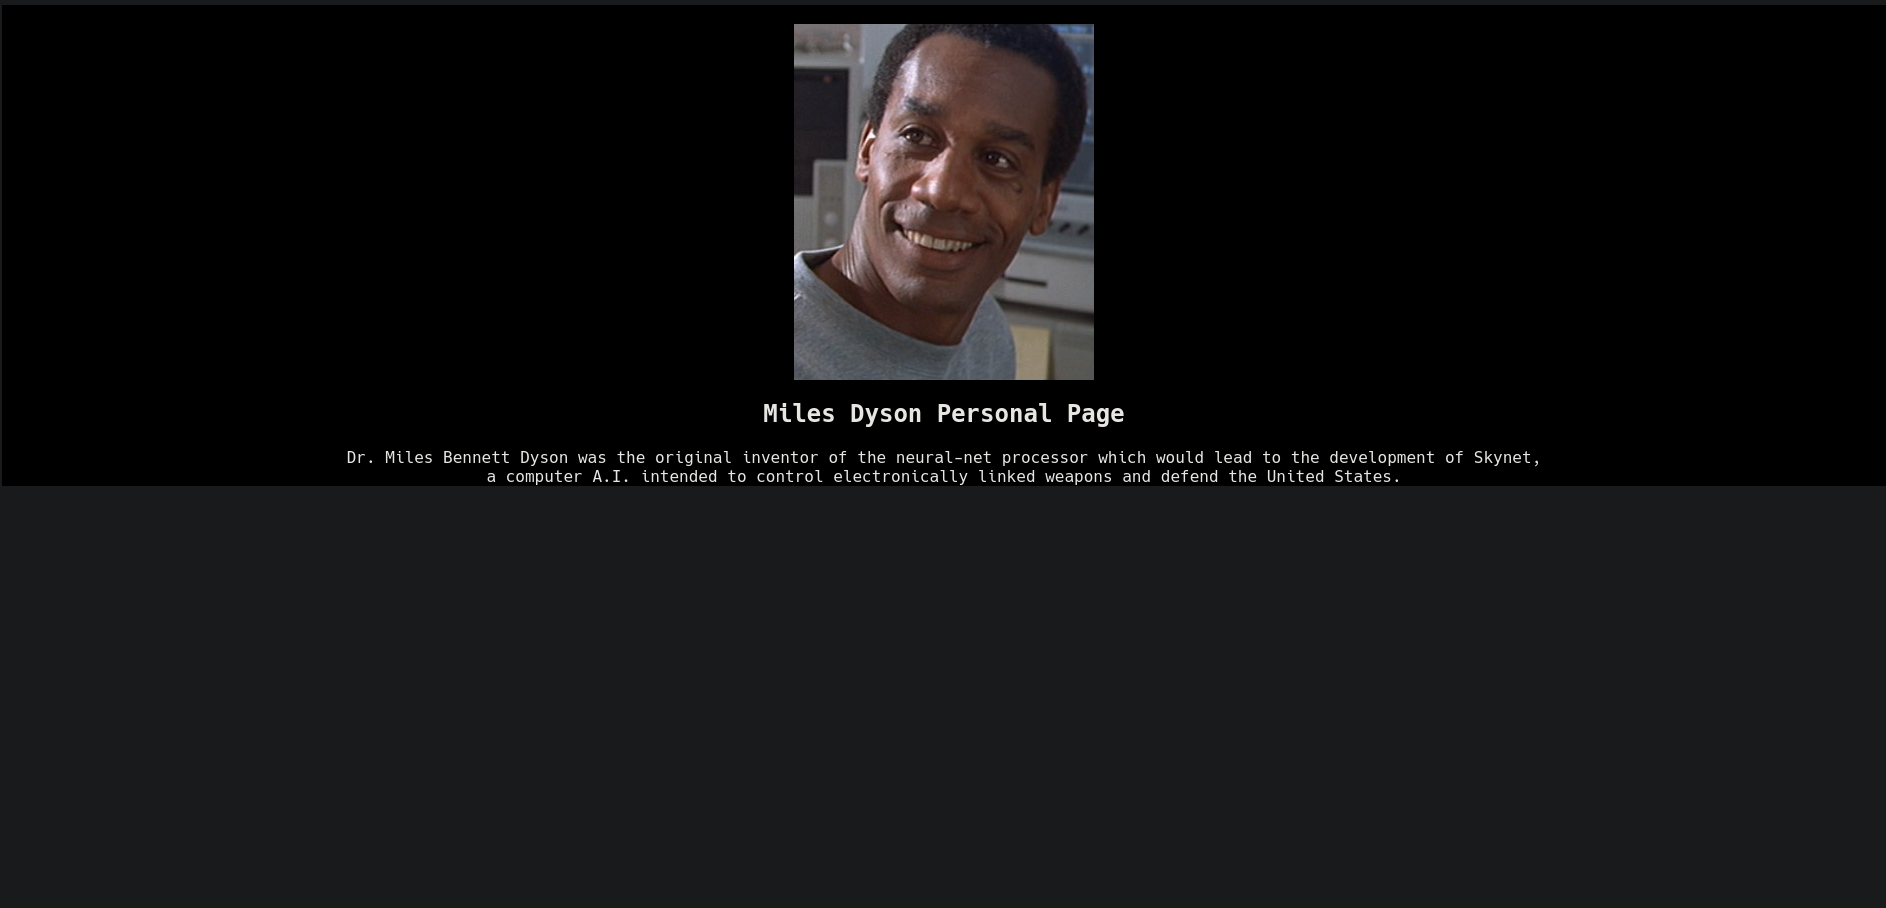 Miles Dyson Personal Page
Dr. Miles Bennett Dyson was the original inventor of the neural-net processor which would lead to the development of Skynet,
a computer A.I. intended to control electronically linked weapons and defend the United States.